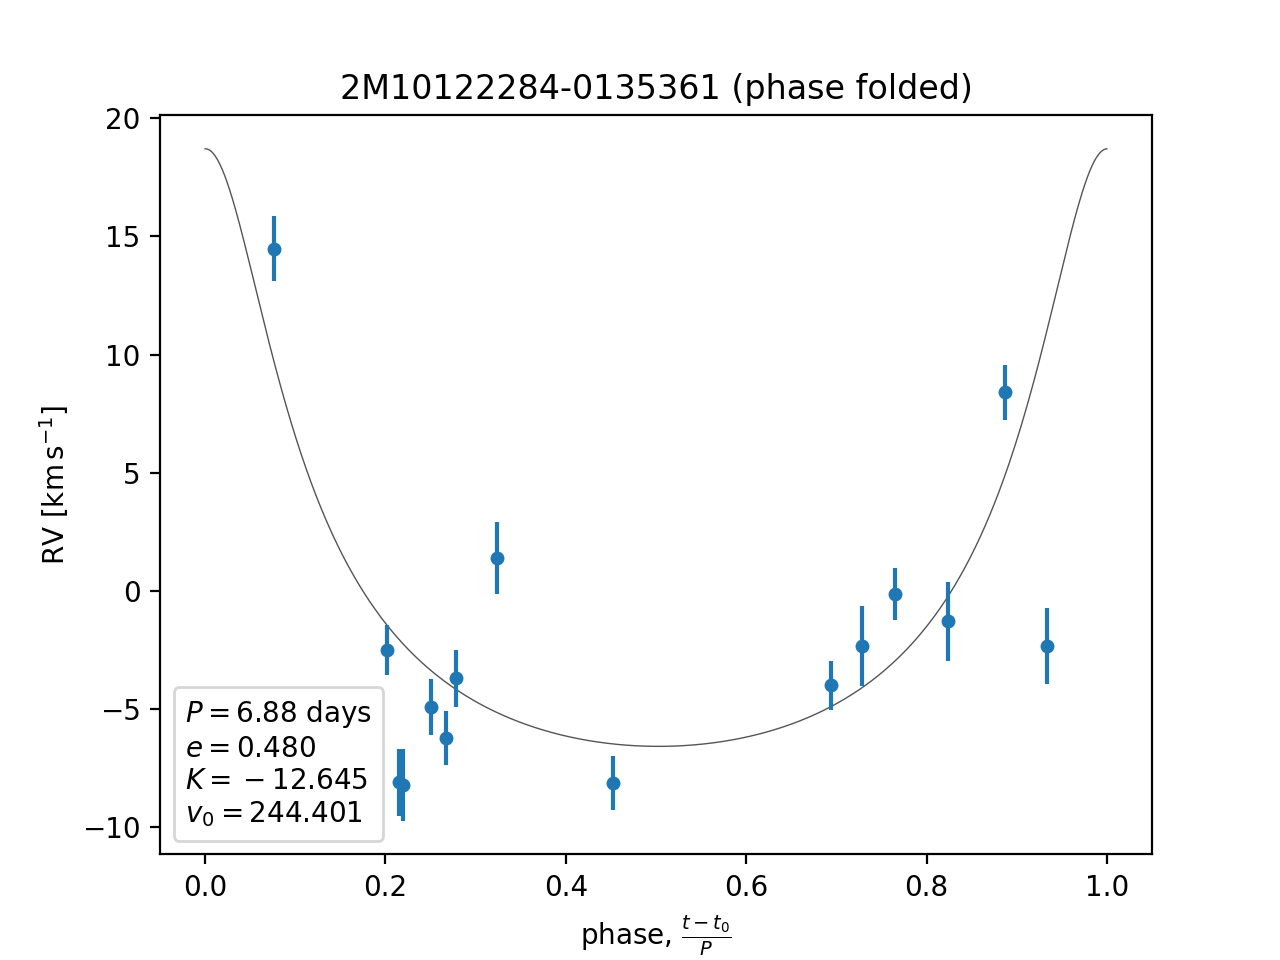 2M10122284-0135361 (phase folded)
20
15
10
5
0
−5
−10
RV [km s⁻¹]
P = 6.88 days
e = 0.480
K = −12.645
v₀ = 244.401
0.0 0.2 0.4 0.6 0.8 1.0
phase, (t − t₀)/P